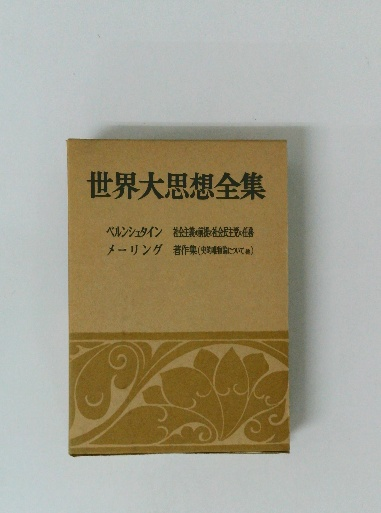 世界大思想全集
ベルンシュタイン 社会主義の前提と社会民主党の任務
メーリング 著作集(史的唯物論について 他)